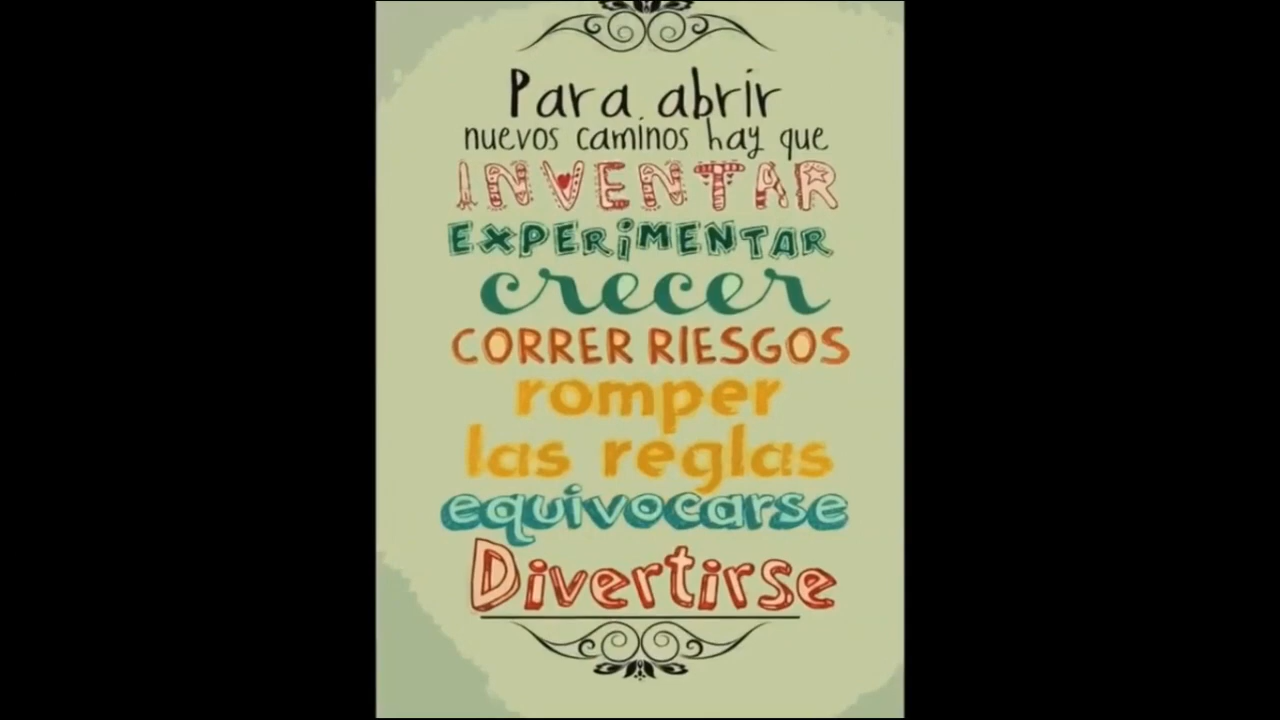 Para abrir
nuevos caminos hay que
INVENTAR
EXPERiMENTAR
crecer
CORRER RIESGOS
romper
las reglas
equivocarse
Divertirse